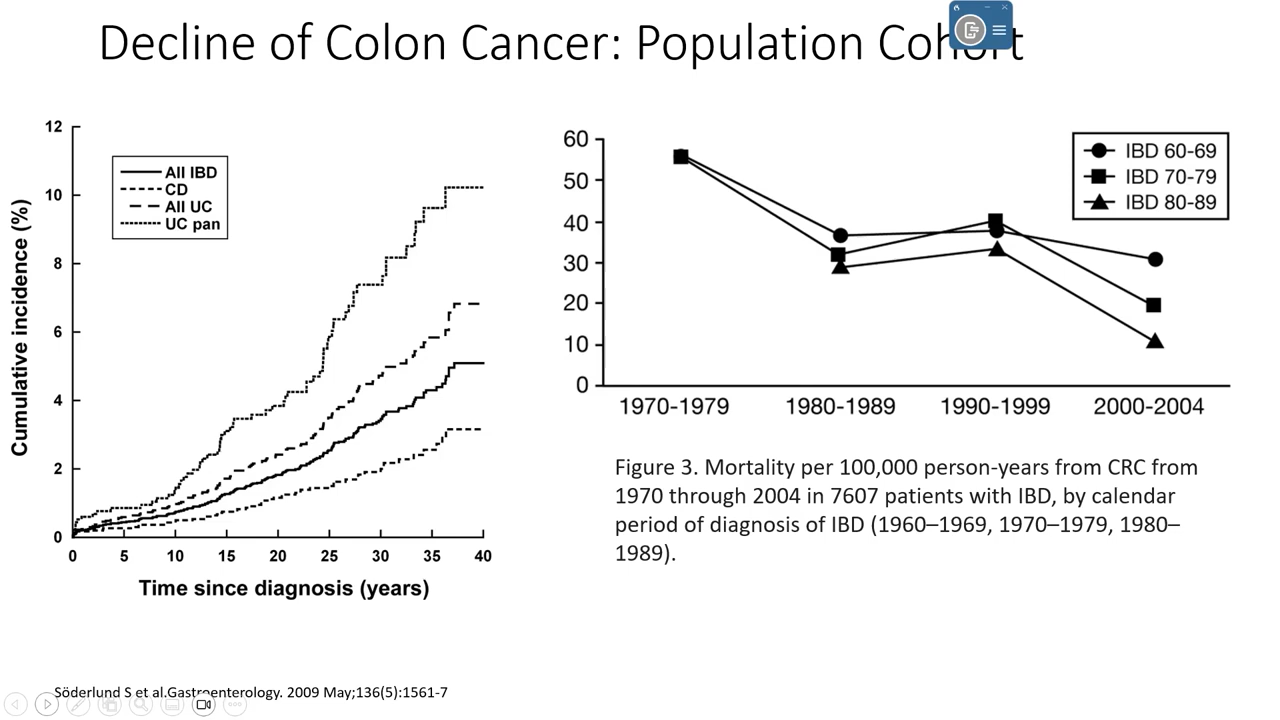 Decline of Colon Cancer: Population Cohort
12
10
8
6
4
2
0
Cumulative incidence (%)
All IBD
CD
All UC
UC pan
0 5 10 15 20 25 30 35 40
Time since diagnosis (years)
60
50
40
30
20
10
0
IBD 60-69
IBD 70-79
IBD 80-89
1970-1979 1980-1989 1990-1999 2000-2004
Figure 3. Mortality per 100,000 person-years from CRC from
1970 through 2004 in 7607 patients with IBD, by calendar
period of diagnosis of IBD (1960–1969, 1970–1979, 1980–
1989).
Söderlund S et al.Gastroenterology. 2009 May;136(5):1561-7